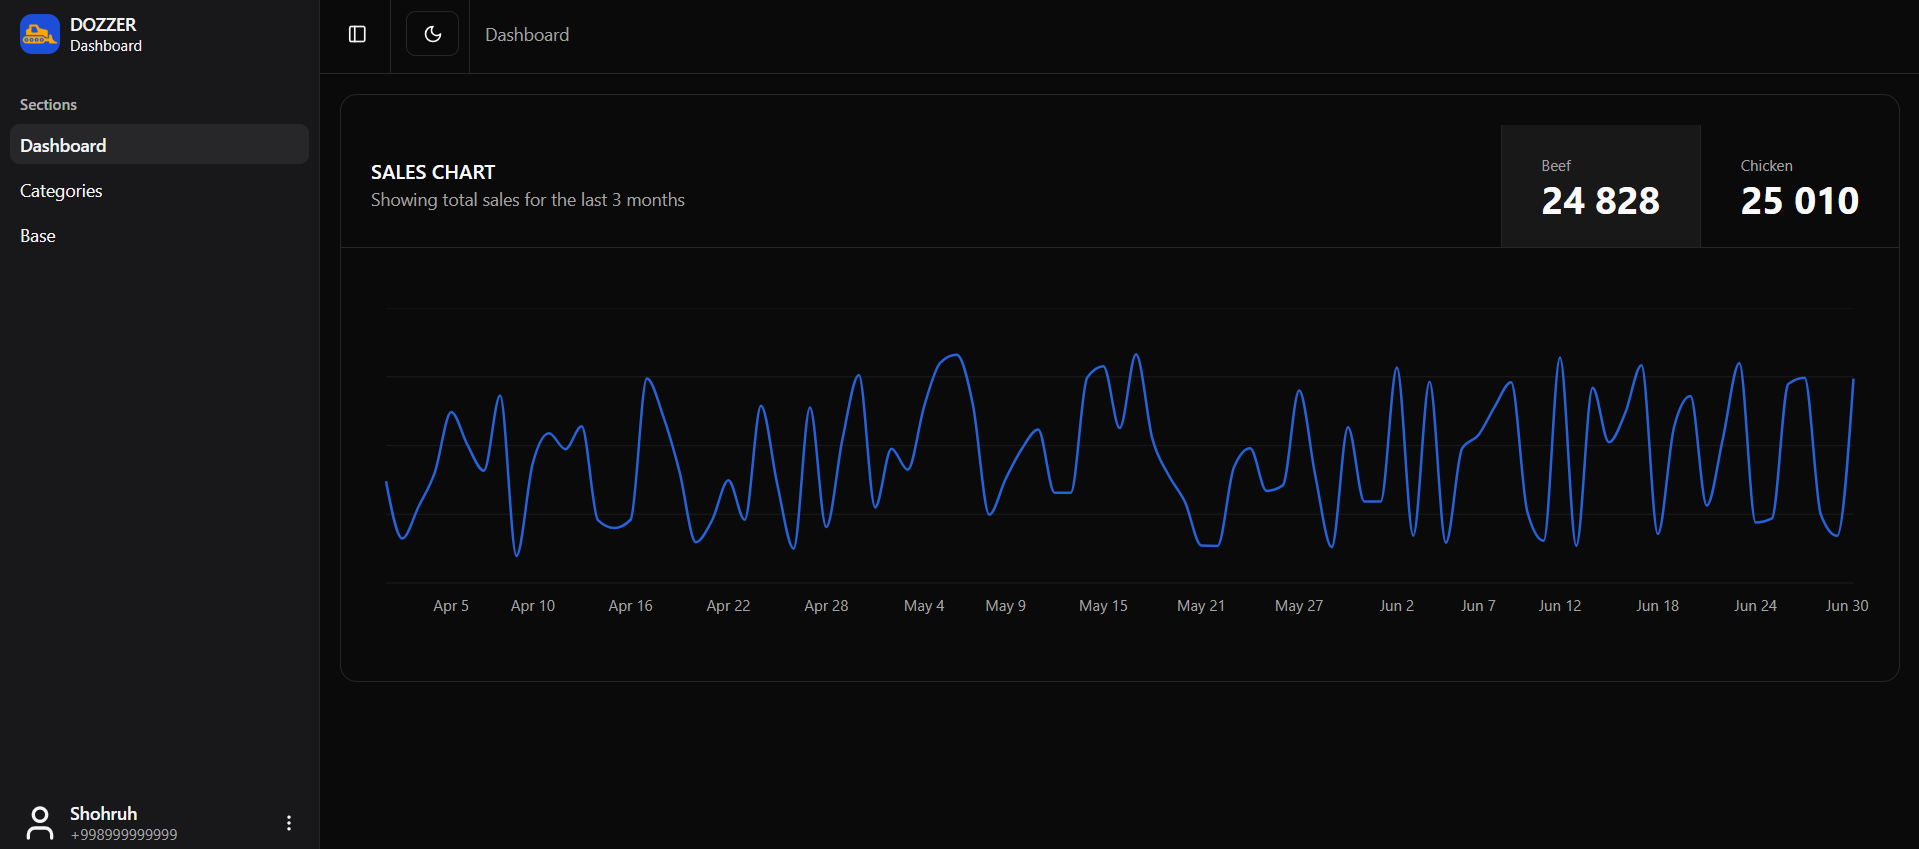 DOZZER
Dashboard
Sections
Dashboard
Categories
Base
Shohruh
+998999999999
Dashboard
SALES CHART
Showing total sales for the last 3 months
Beef
24 828
Chicken
25 010
Apr 5 Apr 10 Apr 16 Apr 22 Apr 28 May 4 May 9 May 15 May 21 May 27 Jun 2 Jun 7 Jun 12 Jun 18 Jun 24 Jun 30